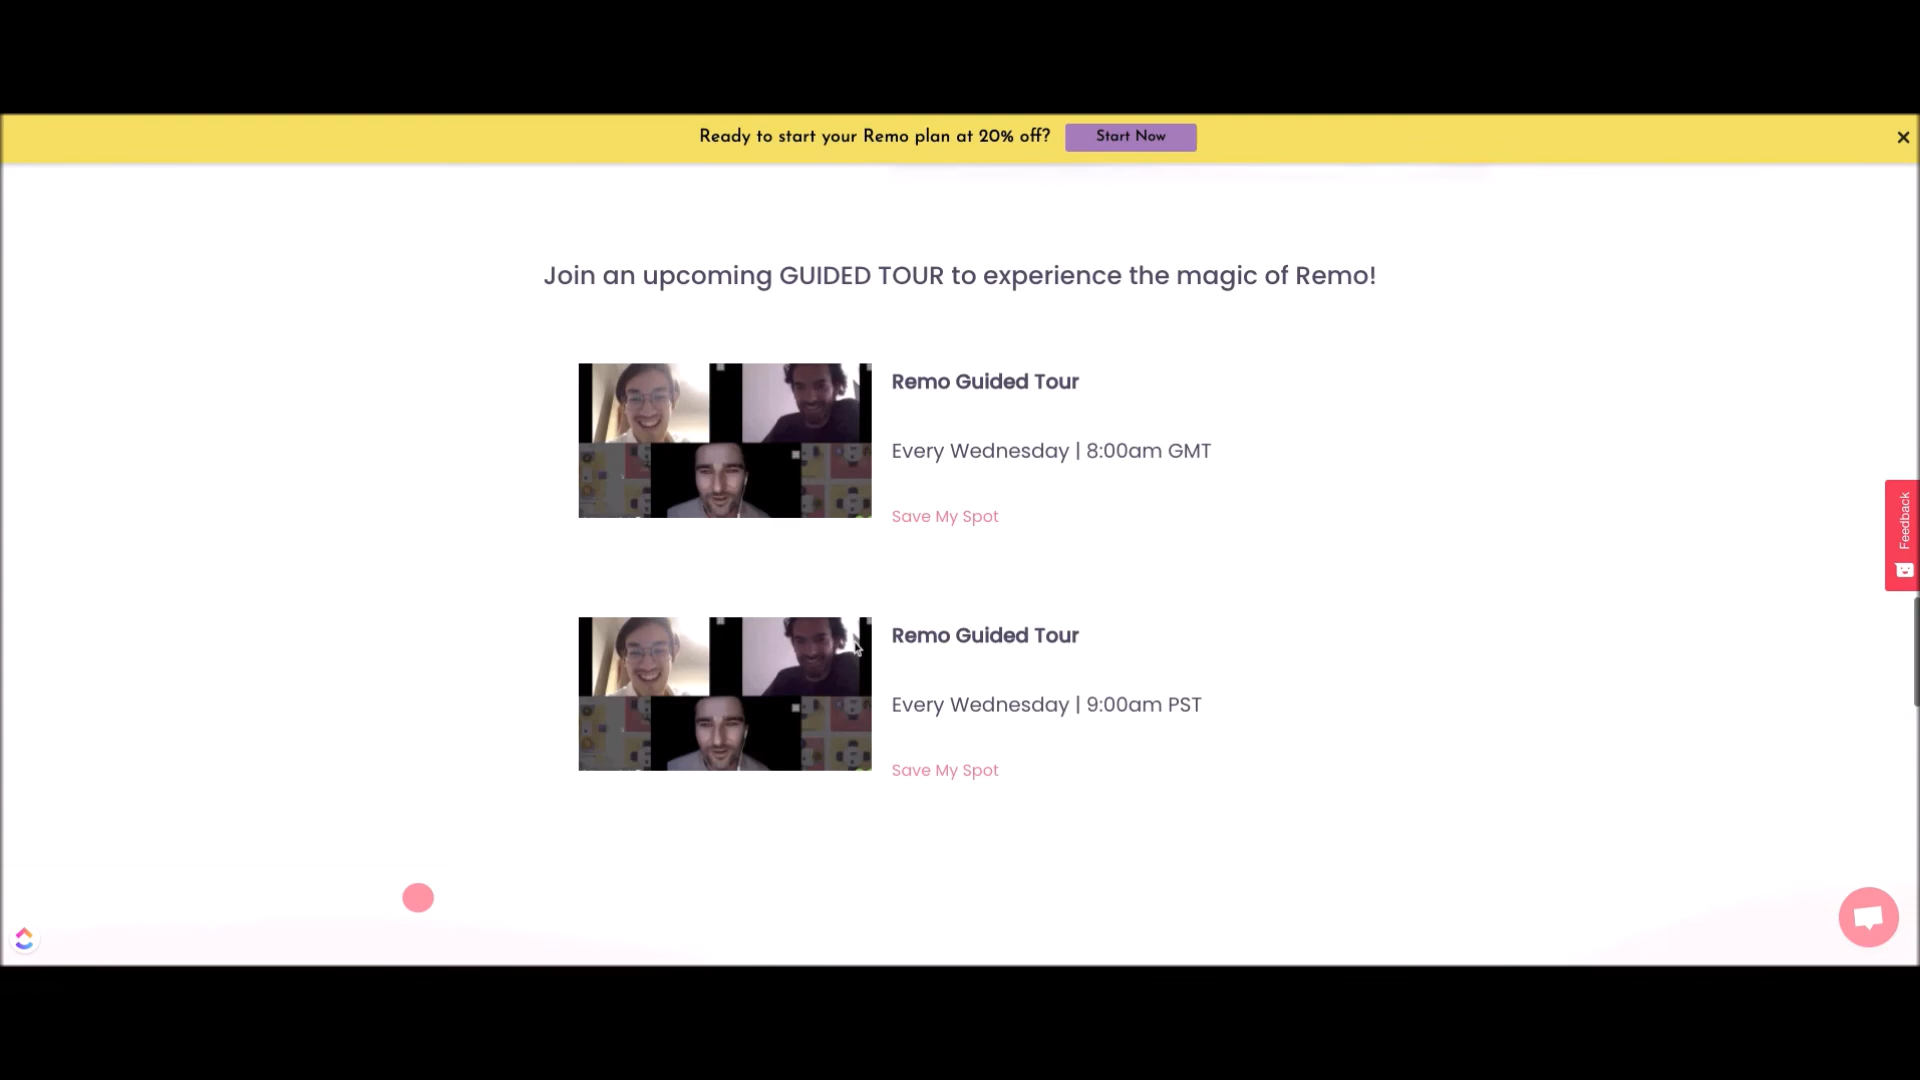 Ready to start your Remo plan at 20% off?
Start Now
Join an upcoming GUIDED TOUR to experience the magic of Remo!
Remo Guided Tour
Every Wednesday | 8:00am GMT
Save My Spot
Feedback
Remo Guided Tour
Every Wednesday | 9:00am PST
Save My Spot